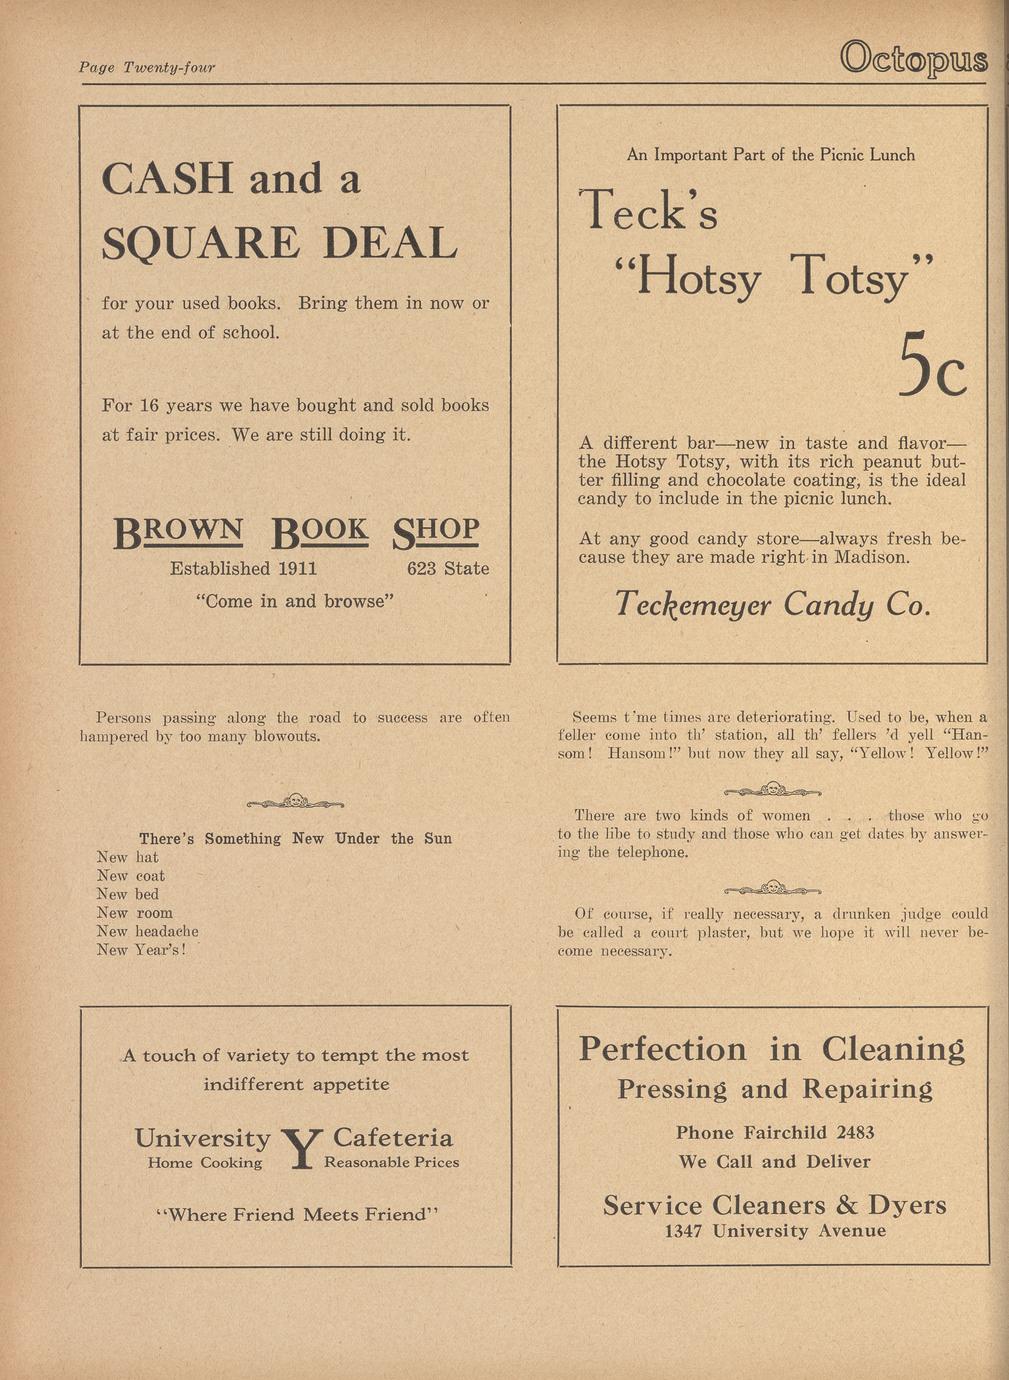 Page Twenty-four
Octopus
CASH and a
SQUARE DEAL
for your used books. Bring them in now or
at the end of school.
For 16 years we have bought and sold books
at fair prices. We are still doing it.
BROWN BOOK SHOP
Established 1911 623 State
“Come in and browse”
An Important Part of the Picnic Lunch
Teck’s
“Hotsy Totsy”
5c
A different bar—new in taste and flavor—
the Hotsy Totsy, with its rich peanut but-
ter filling and chocolate coating, is the ideal
candy to include in the picnic lunch.
At any good candy store—always fresh be-
cause they are made right in Madison.
Teckemeyer Candy Co.
Persons passing along the road to success are often
hampered by too many blowouts.
There’s Something New Under the Sun
New hat
New coat
New bed
New room
New headache
New Year’s!
Seems t’me times are deteriorating. Used to be, when a
feller come into th’ station, all th’ fellers ’d yell “Han-
som! Hansom!” but now they all say, “Yellow! Yellow!”
There are two kinds of women . . . those who go
to the libe to study and those who can get dates by answer-
ing the telephone.
Of course, if really necessary, a drunken judge could
be called a court plaster, but we hope it will never be-
come necessary.
A touch of variety to tempt the most
indifferent appetite
University Y Cafeteria
Home Cooking Reasonable Prices
“Where Friend Meets Friend”
Perfection in Cleaning
Pressing and Repairing
Phone Fairchild 2483
We Call and Deliver
Service Cleaners & Dyers
1347 University Avenue